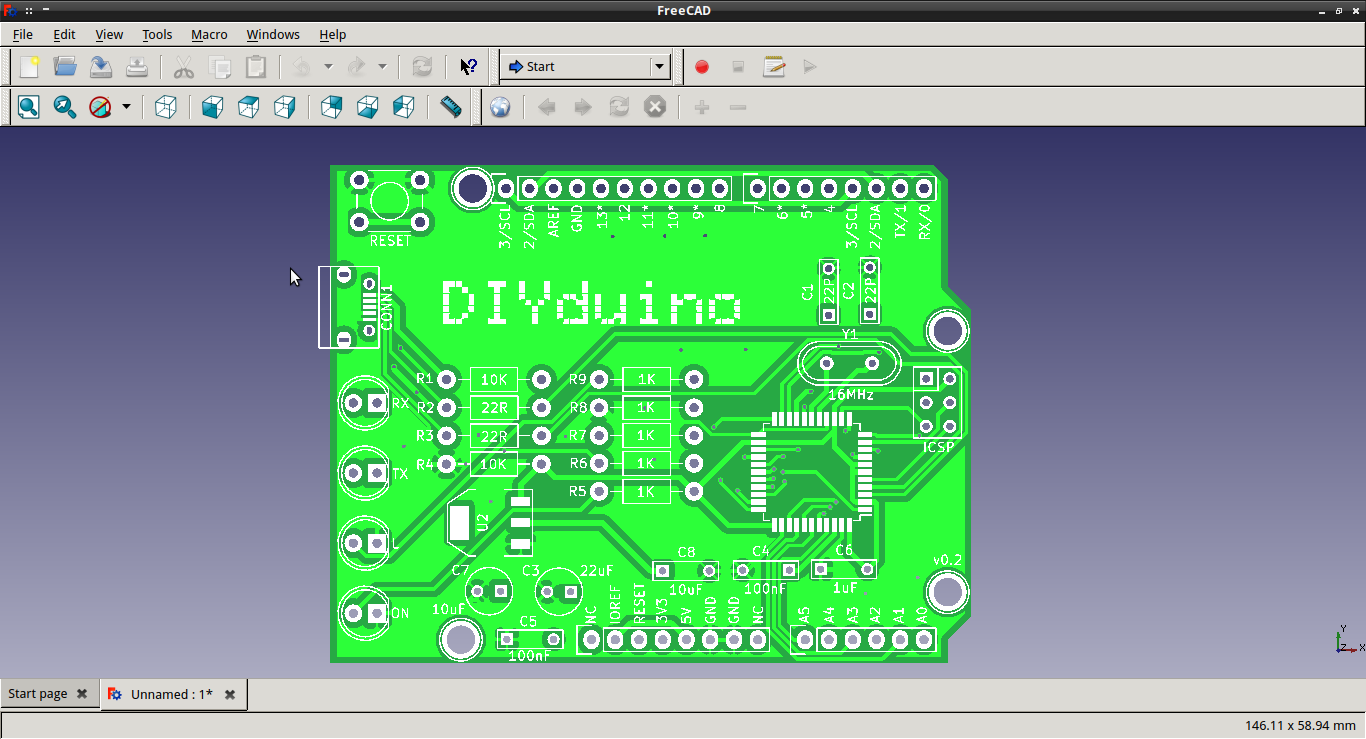 FreeCAD
File Edit View Tools Macro Windows Help
Start
3/SCL 2/SDA AREF GND 13* 12 11* 10* 9* 8 7 6* 5* 4 3/SCL 2/SDA TX/1 RX/0
RESET
CONN1
DIYduino
C1 22P C2 22P
Y1
16MHz
ICSP
R1 10K R9 1K
RX R2 22R R8 1K
R3 22R R7 1K
TX R4 10K R6 1K
R5 1K
U2
L
C8 C4 C6
10uF 100nF 1uF
v0.2
C7 C3 22uF
10uF
ON
C5
100nF
NC IOREF RESET 3V3 5V GND GND NC A5 A4 A3 A2 A1 A0
Y
Z X
Start page Unnamed : 1*
146.11 x 58.94 mm